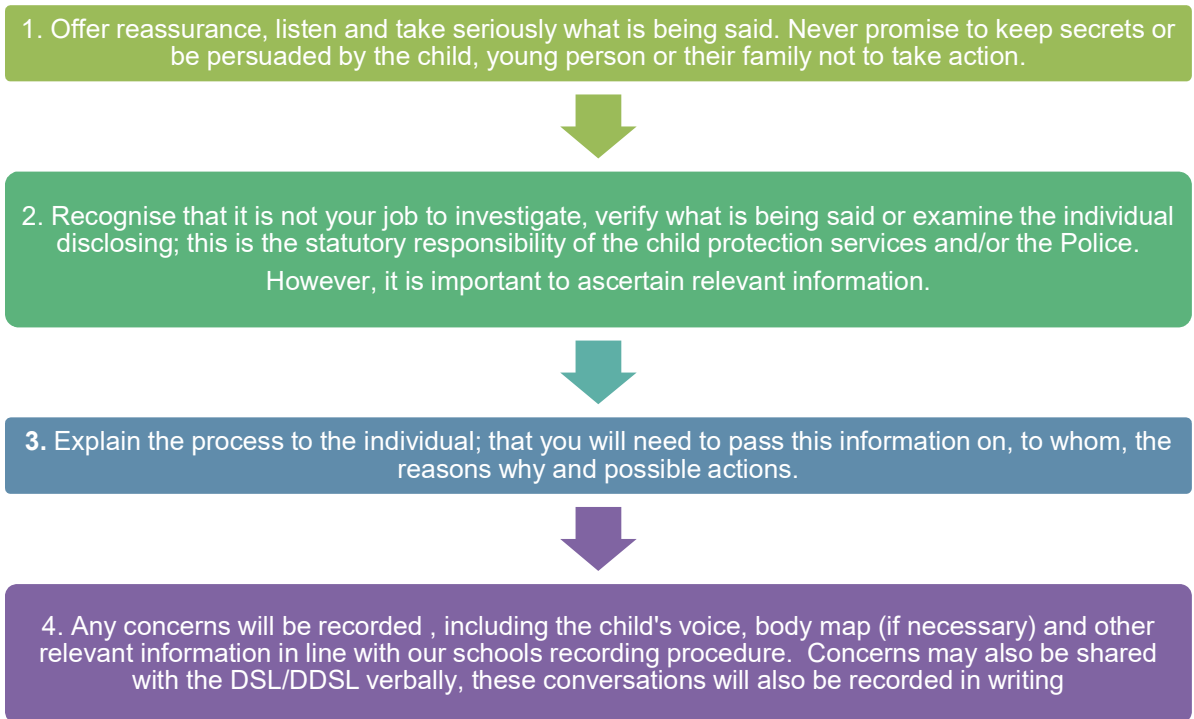 1. Offer reassurance, listen and take seriously what is being said. Never promise to keep secrets or
be persuaded by the child, young person or their family not to take action.
2. Recognise that it is not your job to investigate, verify what is being said or examine the individual
disclosing; this is the statutory responsibility of the child protection services and/or the Police.
However, it is important to ascertain relevant information.
3. Explain the process to the individual; that you will need to pass this information on, to whom, the
reasons why and possible actions.
4. Any concerns will be recorded , including the child's voice, body map (if necessary) and other
relevant information in line with our schools recording procedure.  Concerns may also be shared
with the DSL/DDSL verbally, these conversations will also be recorded in writing